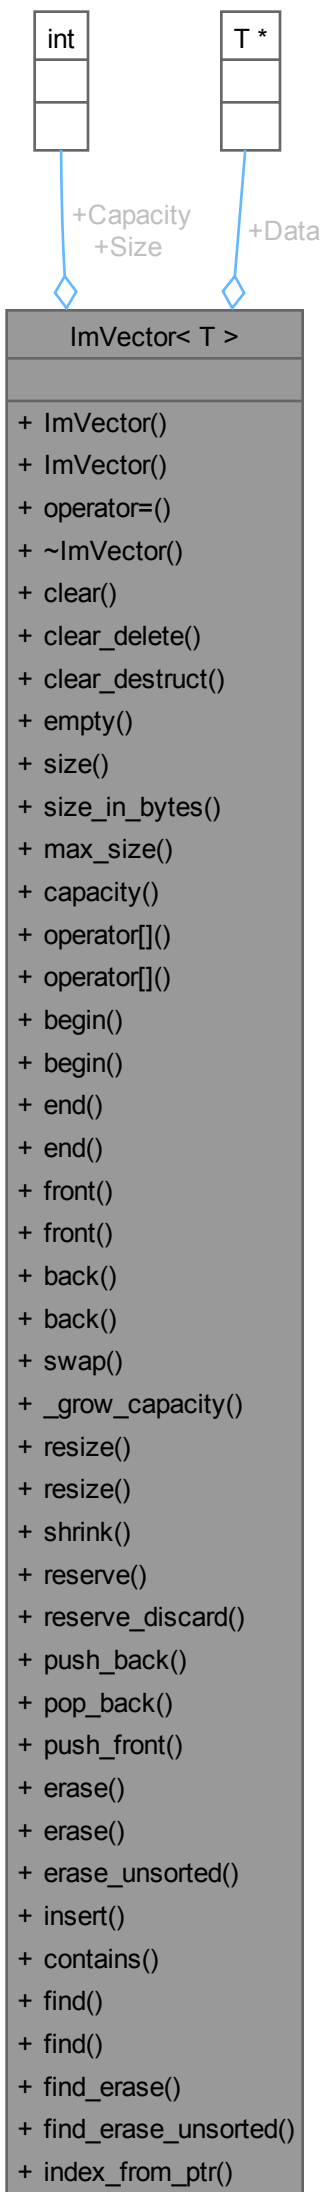 int
T *
+Capacity
+Size
+Data
ImVector< T >
+ ImVector()
+ ImVector()
+ operator=()
+ ~ImVector()
+ clear()
+ clear_delete()
+ clear_destruct()
+ empty()
+ size()
+ size_in_bytes()
+ max_size()
+ capacity()
+ operator[]()
+ operator[]()
+ begin()
+ begin()
+ end()
+ end()
+ front()
+ front()
+ back()
+ back()
+ swap()
+ _grow_capacity()
+ resize()
+ resize()
+ shrink()
+ reserve()
+ reserve_discard()
+ push_back()
+ pop_back()
+ push_front()
+ erase()
+ erase()
+ erase_unsorted()
+ insert()
+ contains()
+ find()
+ find()
+ find_erase()
+ find_erase_unsorted()
+ index_from_ptr()